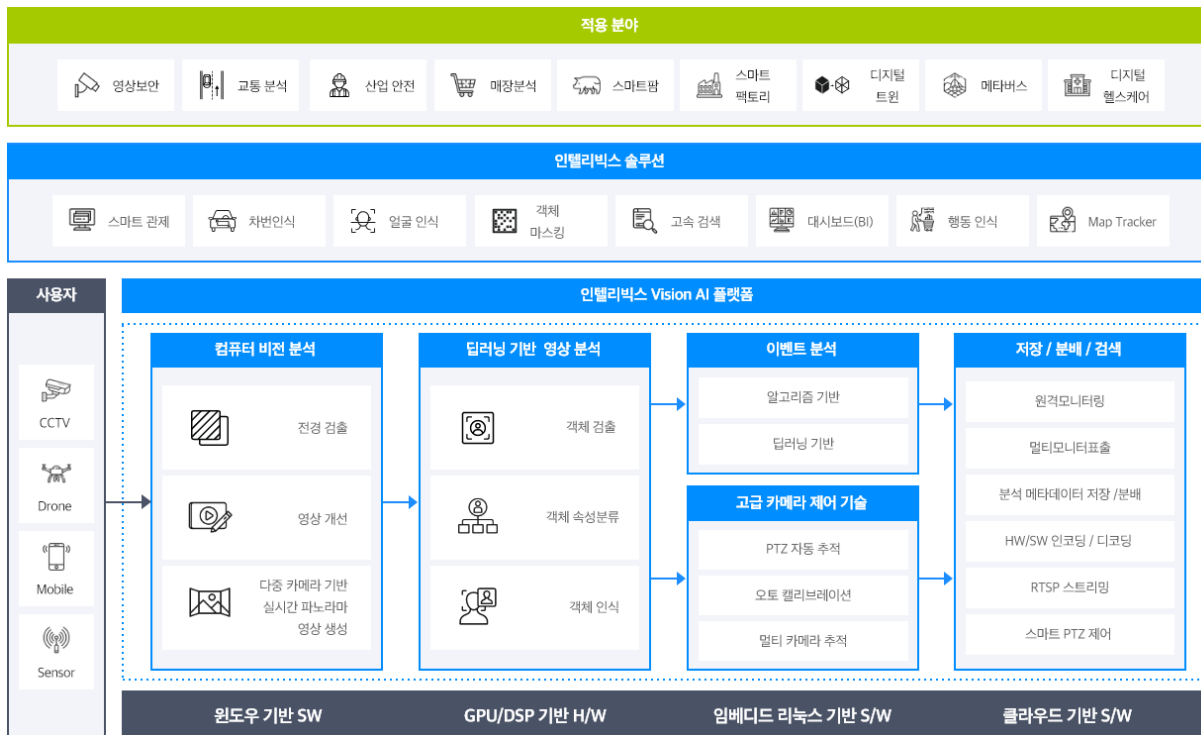 적용 분야
영상보안
교통 분석
산업 안전
매장분석
스마트팜
스마트
팩토리
디지털
트윈
메타버스
디지털
헬스케어
인텔리빅스 솔루션
스마트 관제
차번인식
얼굴 인식
객체
마스킹
고속 검색
대시보드(BI)
행동 인식
Map Tracker
사용자
CCTV
Drone
Mobile
Sensor
인텔리빅스 Vision AI 플랫폼
컴퓨터 비전 분석
전경 검출
영상 개선
다중 카메라 기반
실시간 파노라마
영상 생성
딥러닝 기반 영상 분석
객체 검출
객체 속성분류
객체 인식
이벤트 분석
알고리즘 기반
딥러닝 기반
고급 카메라 제어 기술
PTZ 자동 추적
오토 캘리브레이션
멀티 카메라 추적
저장 / 분배 / 검색
원격모니터링
멀티모니터표출
분석 메타데이터 저장 /분배
HW/SW 인코딩 / 디코딩
RTSP 스트리밍
스마트 PTZ 제어
윈도우 기반 SW
GPU/DSP 기반 H/W
임베디드 리눅스 기반 S/W
클라우드 기반 S/W